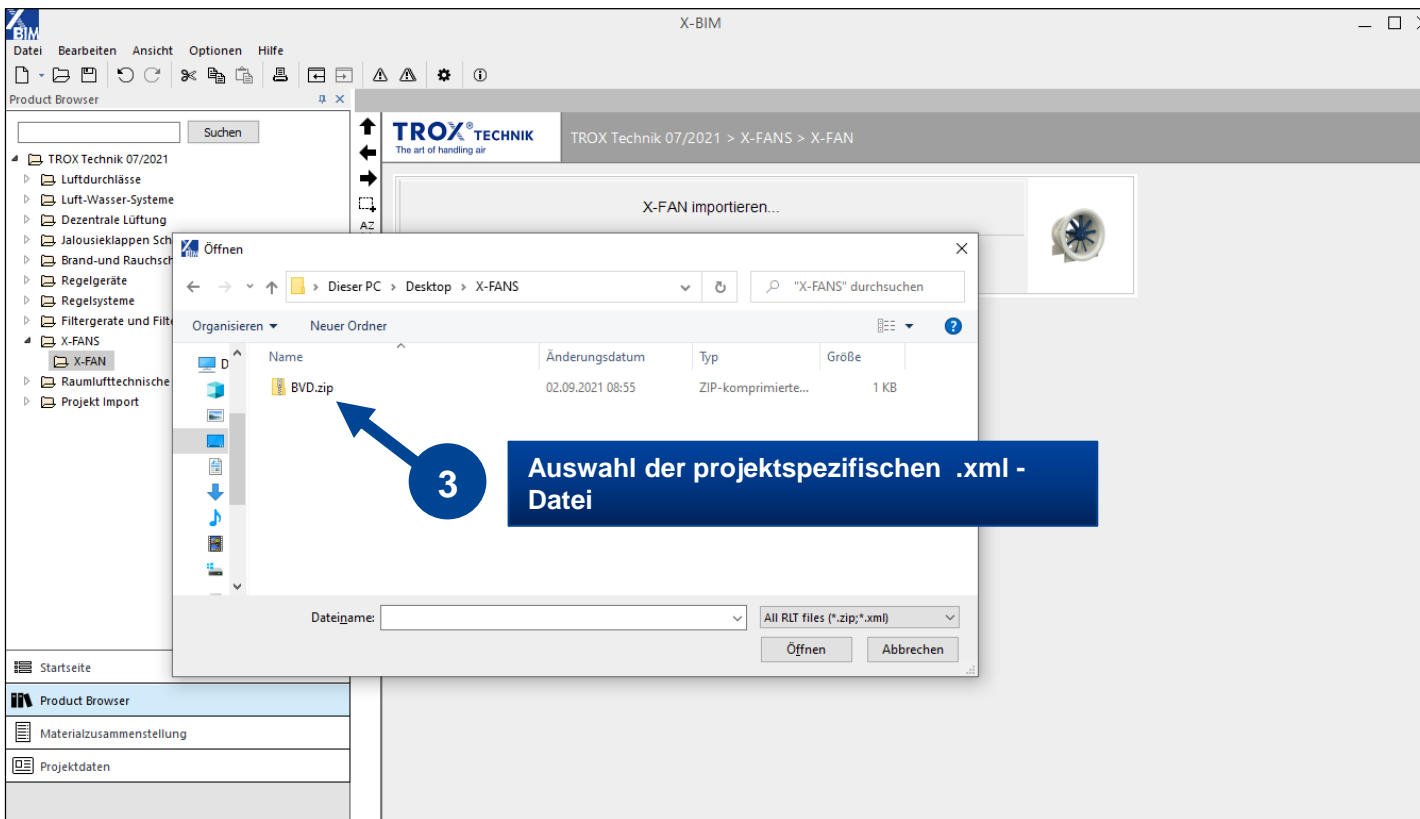 X-BIM
BIM
Datei Bearbeiten Ansicht Optionen Hilfe
Product Browser
Suchen
TROX Technik 07/2021
Luftdurchlässe
Luft-Wasser-Systeme
Dezentrale Lüftung
Jalousieklappen Sch
Brand-und Rauchsch
Regelgeräte
Regelsysteme
Filtergerate und Filte
X-FANS
X-FAN
Raumlufttechnische
Projekt Import
Startseite
Product Browser
Materialzusammenstellung
Projektdaten
AZ
TROX® TECHNIK
The art of handling air
TROX Technik 07/2021 > X-FANS > X-FAN
X-FAN importieren...
Öffnen
Dieser PC > Desktop > X-FANS
"X-FANS" durchsuchen
Organisieren Neuer Ordner
Name Änderungsdatum Typ Größe
D
BVD.zip 02.09.2021 08:55 ZIP-komprimierte... 1 KB
3
Auswahl der projektspezifischen .xml -
Datei
Dateiname:
All RLT files (*.zip;*.xml)
Öffnen Abbrechen